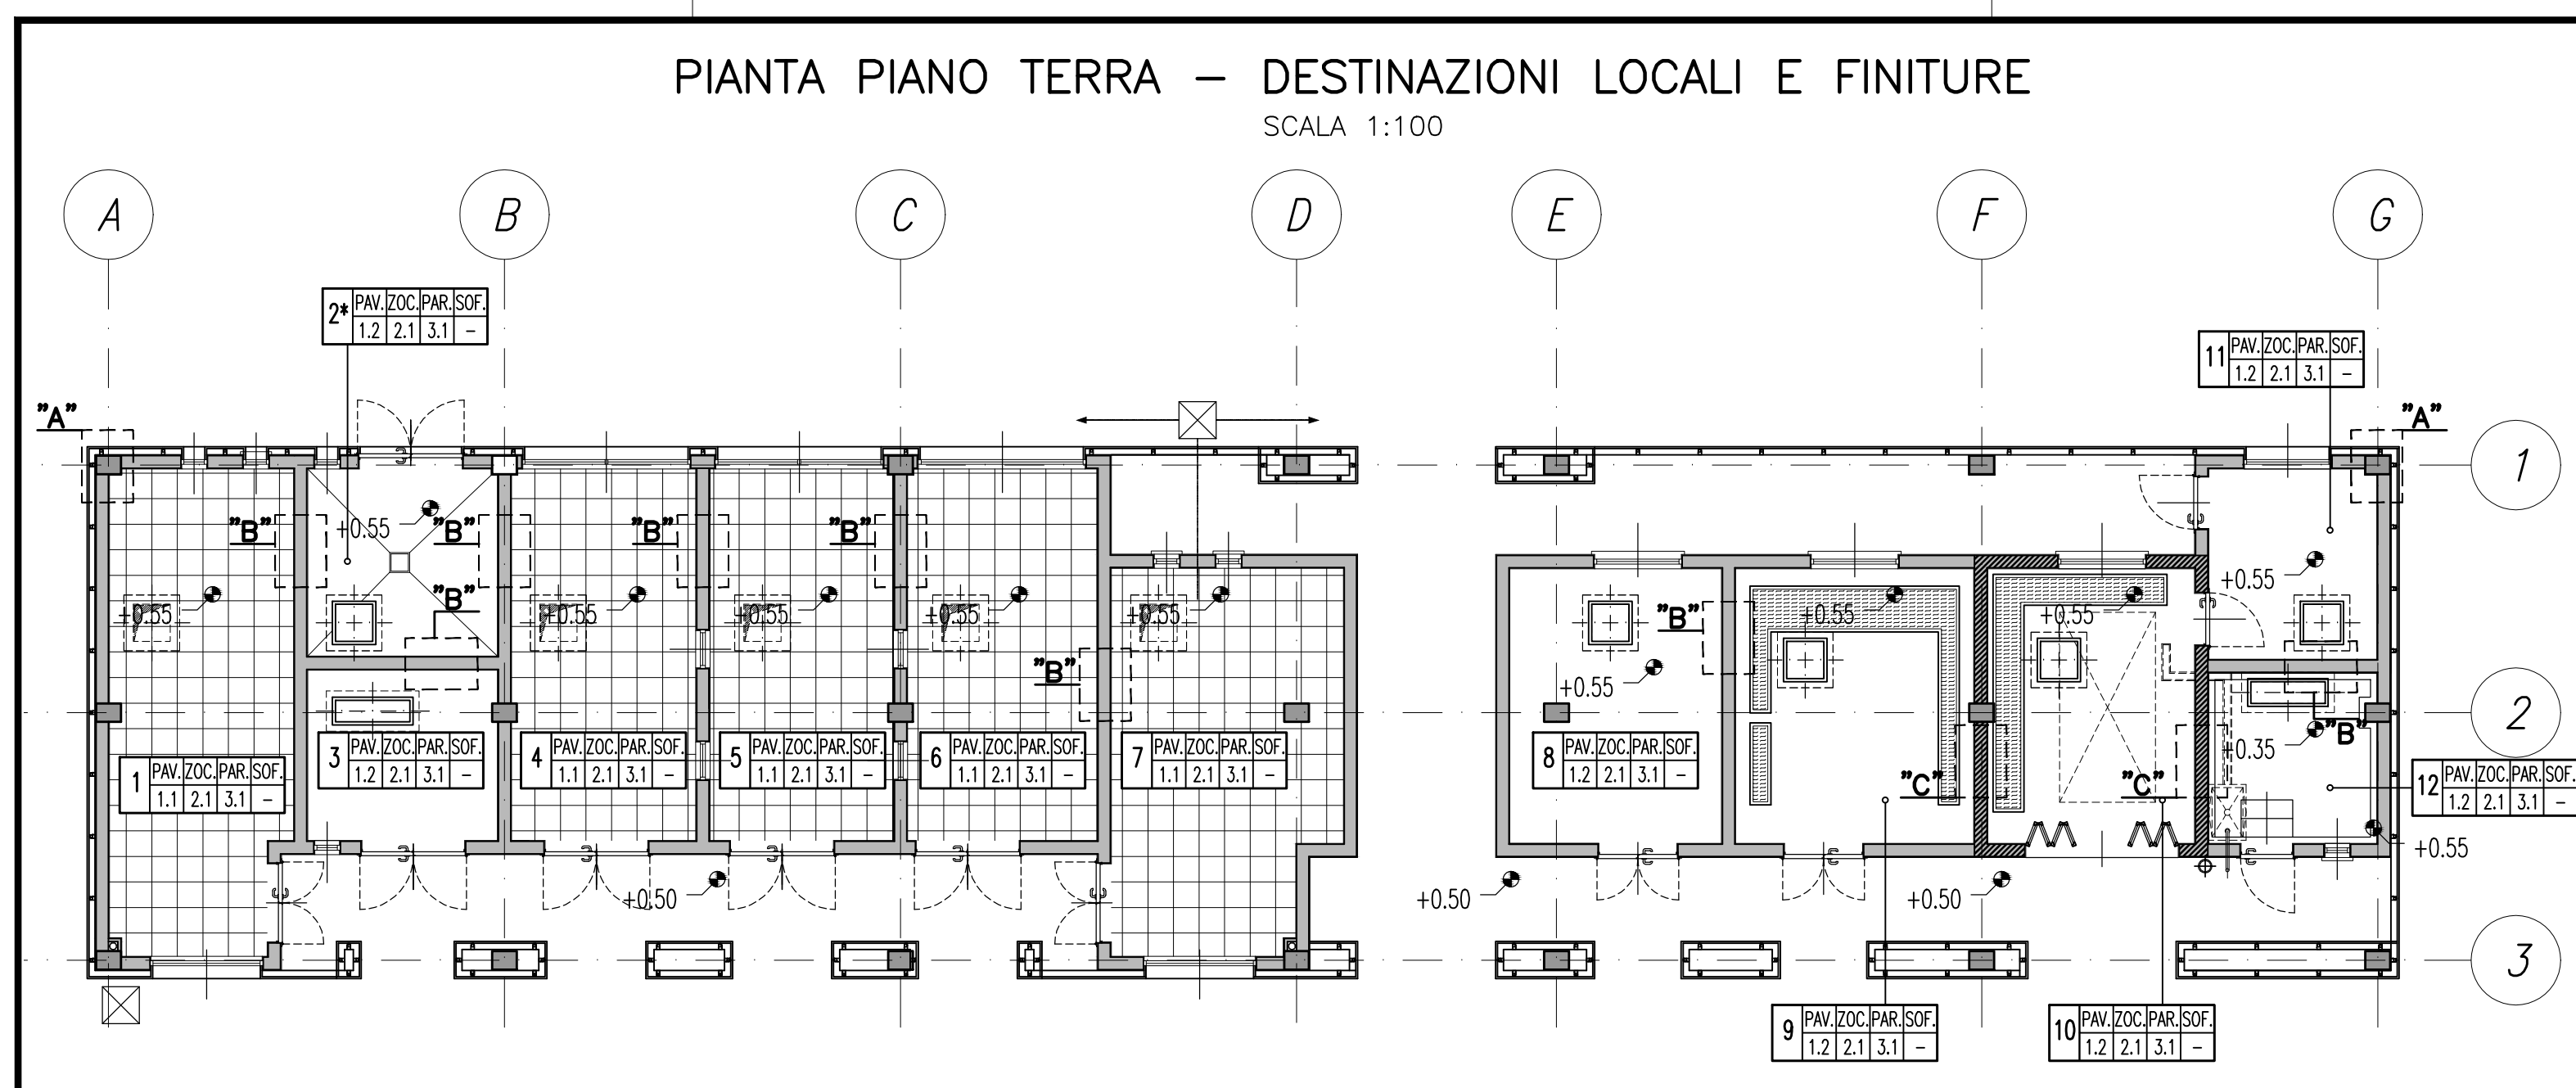 PIANTA PIANO TERRA – DESTINAZIONI LOCALI E FINITURE
SCALA 1:100
A B C D E F G
2* PAV. ZOC. PAR. SOF.
1.2 2.1 3.1 –
11 PAV. ZOC. PAR. SOF.
1.2 2.1 3.1 –
"A" "A"
1
"B" +0.55 "B" "B" "B"
+0.55
"B"
+0.55 +0.55 +0.55 +0.55 +0.55 "B" +0.55 +0.55
"B"
+0.55
2
"B"
+0.35
3 PAV. ZOC. PAR. SOF.
1.2 2.1 3.1 –
4 PAV. ZOC. PAR. SOF.
1.1 2.1 3.1 –
5 PAV. ZOC. PAR. SOF.
1.1 2.1 3.1 –
6 PAV. ZOC. PAR. SOF.
1.1 2.1 3.1 –
7 PAV. ZOC. PAR. SOF.
1.1 2.1 3.1 –
8 PAV. ZOC. PAR. SOF.
1.2 2.1 3.1 –
1 PAV. ZOC. PAR. SOF.
1.1 2.1 3.1 –
"C" "C"
12 PAV. ZOC. PAR. SOF.
1.2 2.1 3.1 –
+0.55
+0.50 +0.50 +0.50
3
9 PAV. ZOC. PAR. SOF.
1.2 2.1 3.1 –
10 PAV. ZOC. PAR. SOF.
1.2 2.1 3.1 –